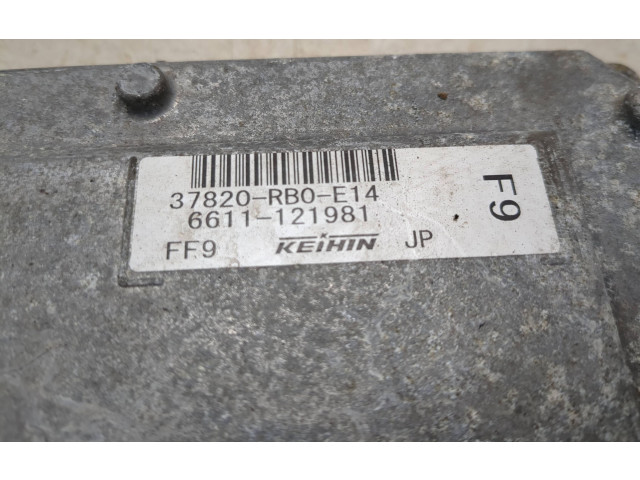 37820-RB0-E14
6611-121981
FF9 KEIHIN JP
F9